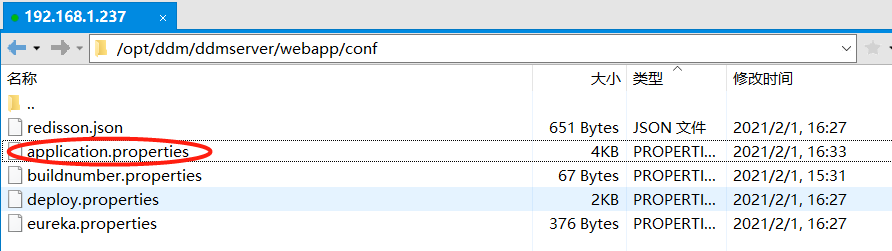 192.168.1.237 ×
/opt/ddm/ddmserver/webapp/conf
名称 大小 类型 修改时间
..
redisson.json 651 Bytes JSON 文件 2021/2/1, 16:27
application.properties 4KB PROPERTI... 2021/2/1, 16:33
buildnumber.properties 67 Bytes PROPERTI... 2021/2/1, 15:31
deploy.properties 2KB PROPERTI... 2021/2/1, 16:27
eureka.properties 376 Bytes PROPERTI... 2021/2/1, 16:27